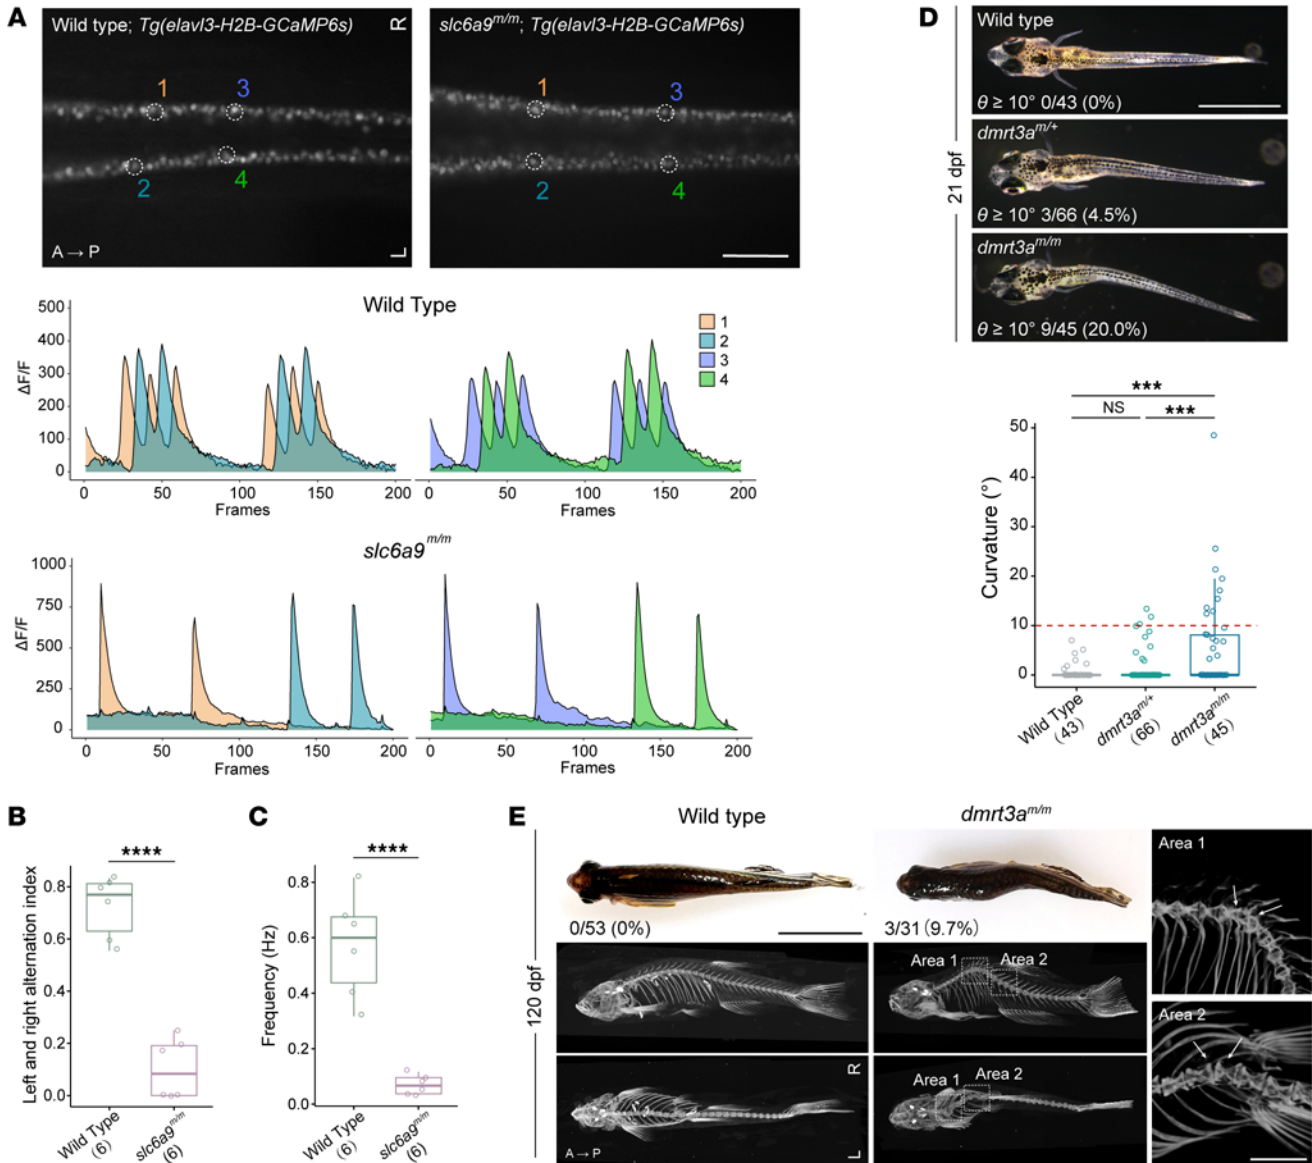 A
Wild type; Tg(elavl3-H2B-GCaMP6s)
R
1
3
2
4
A → P
L
slc6a9m/m; Tg(elavl3-H2B-GCaMP6s)
1
3
2
4
Wild Type
ΔF/F
500
400
300
200
100
0
0
50
100
150
200
Frames
0
50
100
150
200
Frames
1
2
3
4
slc6a9 m/m
ΔF/F
1000
750
500
250
0
0
50
100
150
200
Frames
0
50
100
150
200
Frames
B
Left and right alternation index
0.8
0.6
0.4
0.2
0.0
****
Wild Type
(6)
slc6a9m/m
(6)
C
Frequency (Hz)
0.8
0.6
0.4
0.2
0.0
****
Wild Type
(6)
slc6a9m/m
(6)
D
21 dpf
Wild type
θ ≥ 10° 0/43 (0%)
dmrt3am/+
θ ≥ 10° 3/66 (4.5%)
dmrt3am/m
θ ≥ 10° 9/45 (20.0%)
***
NS
***
Curvature (°)
50
40
30
20
10
0
Wild Type
(43)
dmrt3am/+
(66)
dmrt3am/m
(45)
E
120 dpf
Wild type
0/53 (0%)
R
A → P
L
dmrt3am/m
3/31 (9.7%)
Area 1
Area 2
Area 1
Area 2
Area 1
Area 2